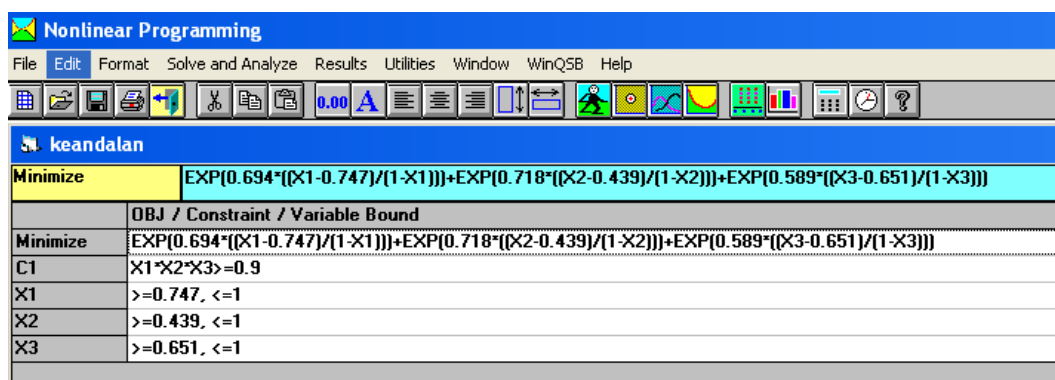 Nonlinear Programming
File Edit Format Solve and Analyze Results Utilities Window WinQSB Help
0.00 A ?
keandalan
Minimize EXP(0.694*((X1-0.747)/(1-X1)))+EXP(0.718*((X2-0.439)/(1-X2)))+EXP(0.589*((X3-0.651)/(1-X3)))
OBJ / Constraint / Variable Bound
Minimize EXP(0.694*((X1-0.747)/(1-X1)))+EXP(0.718*((X2-0.439)/(1-X2)))+EXP(0.589*((X3-0.651)/(1-X3)))
C1 X1*X2*X3>=0.9
X1 >=0.747, <=1
X2 >=0.439, <=1
X3 >=0.651, <=1